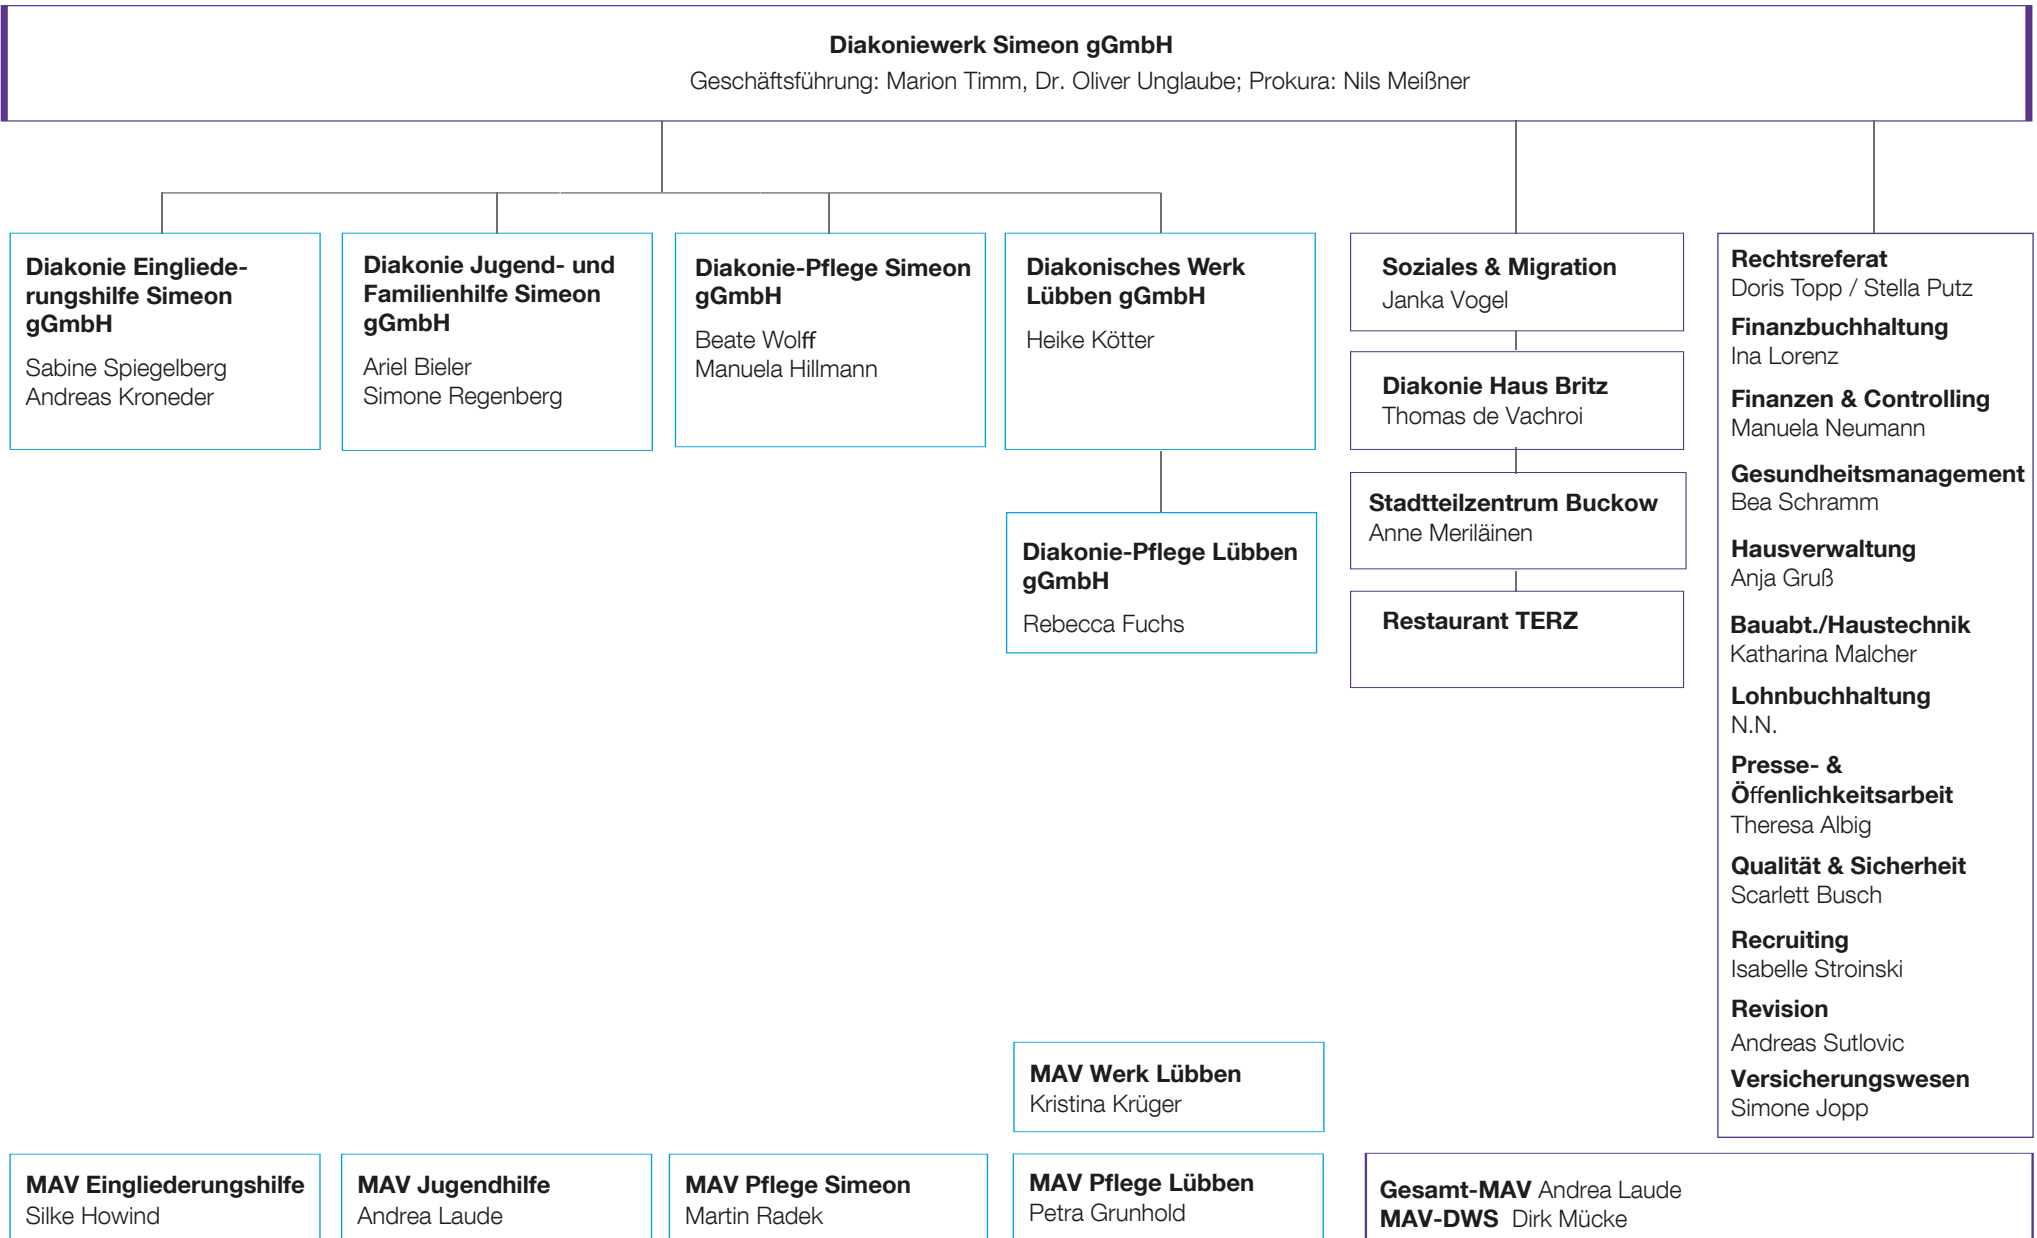 Diakoniewerk Simeon gGmbH
Geschäftsführung: Marion Timm, Dr. Oliver Unglaube; Prokura: Nils Meißner
Diakonie Eingliede-
rungshilfe Simeon
gGmbH
Sabine Spiegelberg
Andreas Kroneder
Diakonie Jugend- und
Familienhilfe Simeon
gGmbH
Ariel Bieler
Simone Regenberg
Diakonie-Pflege Simeon
gGmbH
Beate Wolff
Manuela Hillmann
Diakonisches Werk
Lübben gGmbH
Heike Kötter
Diakonie-Pflege Lübben
gGmbH
Rebecca Fuchs
Soziales & Migration
Janka Vogel
Diakonie Haus Britz
Thomas de Vachroi
Stadtteilzentrum Buckow
Anne Meriläinen
Restaurant TERZ
Rechtsreferat
Doris Topp / Stella Putz
Finanzbuchhaltung
Ina Lorenz
Finanzen & Controlling
Manuela Neumann
Gesundheitsmanagement
Bea Schramm
Hausverwaltung
Anja Gruß
Bauabt./Haustechnik
Katharina Malcher
Lohnbuchhaltung
N.N.
Presse- &
Öffenlichkeitsarbeit
Theresa Albig
Qualität & Sicherheit
Scarlett Busch
Recruiting
Isabelle Stroinski
Revision
Andreas Sutlovic
Versicherungswesen
Simone Jopp
MAV Werk Lübben
Kristina Krüger
MAV Eingliederungshilfe
Silke Howind
MAV Jugendhilfe
Andrea Laude
MAV Pflege Simeon
Martin Radek
MAV Pflege Lübben
Petra Grunhold
Gesamt-MAV Andrea Laude
MAV-DWS Dirk Mücke